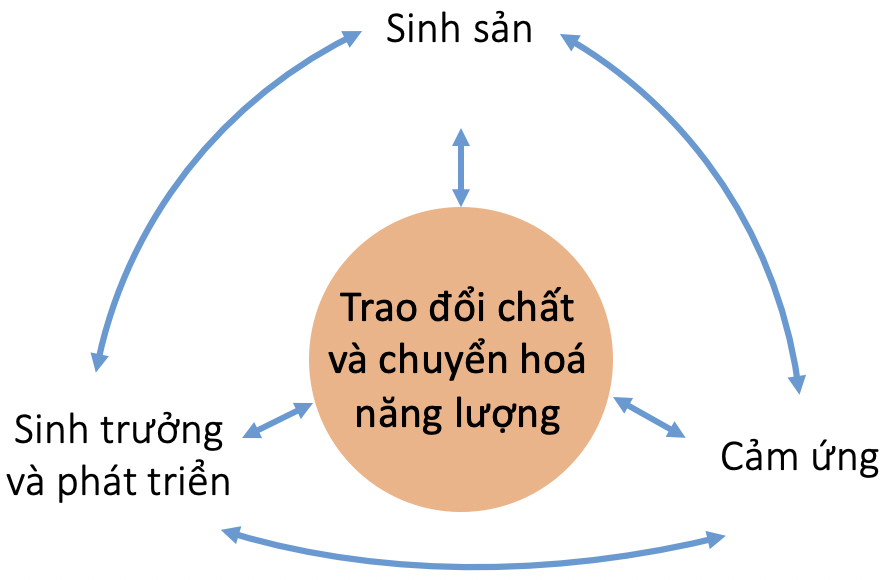 Sinh sản
Trao đổi chất
và chuyển hoá
năng lượng
Sinh trưởng
và phát triển
Cảm ứng